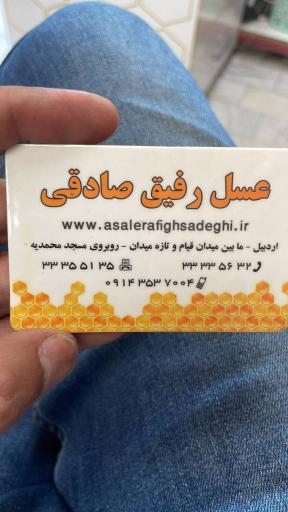 عسل رفیق صادقی
www.asalerafighsadeghi.ir
اردبیل - ما بین میدان قیام و تازه میدان - روبروی مسجد محمدیه
۳۳ ۳۳ ۵۶ ۳۲ ۳۳ ۳۵ ۵۱ ۳۵
۰۹۱۴ ۳۵۳ ۷۰۰۴